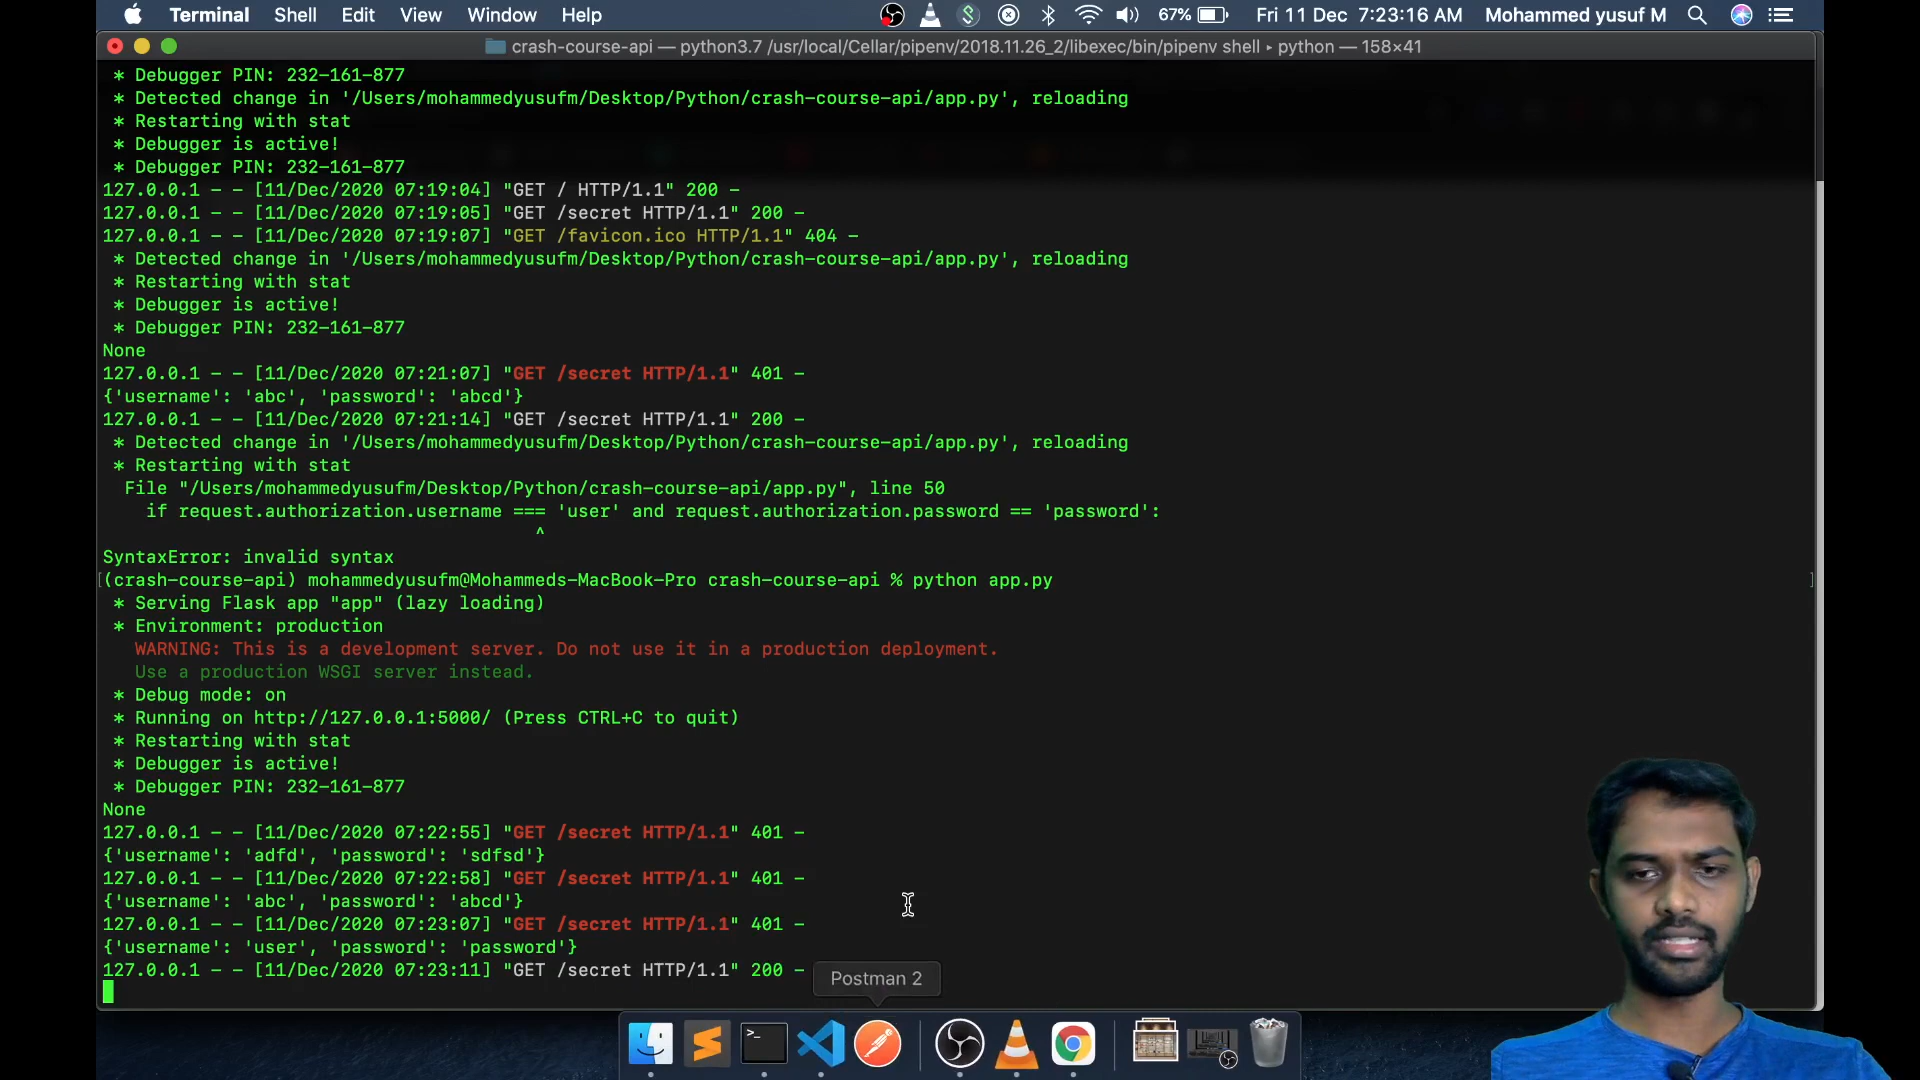 Terminal Shell Edit View Window Help 67% Fri 11 Dec 7:23:16 AM Mohammed yusuf M
crash-course-api — python3.7 /usr/local/Cellar/pipenv/2018.11.26_2/libexec/bin/pipenv shell ▸ python — 158×41
* Debugger PIN: 232-161-877
* Detected change in '/Users/mohammedyusufm/Desktop/Python/crash-course-api/app.py', reloading
* Restarting with stat
* Debugger is active!
* Debugger PIN: 232-161-877
127.0.0.1 - - [11/Dec/2020 07:19:04] "GET / HTTP/1.1" 200 -
127.0.0.1 - - [11/Dec/2020 07:19:05] "GET /secret HTTP/1.1" 200 -
127.0.0.1 - - [11/Dec/2020 07:19:07] "GET /favicon.ico HTTP/1.1" 404 -
* Detected change in '/Users/mohammedyusufm/Desktop/Python/crash-course-api/app.py', reloading
* Restarting with stat
* Debugger is active!
* Debugger PIN: 232-161-877
None
127.0.0.1 - - [11/Dec/2020 07:21:07] "GET /secret HTTP/1.1" 401 -
{'username': 'abc', 'password': 'abcd'}
127.0.0.1 - - [11/Dec/2020 07:21:14] "GET /secret HTTP/1.1" 200 -
* Detected change in '/Users/mohammedyusufm/Desktop/Python/crash-course-api/app.py', reloading
* Restarting with stat
File "/Users/mohammedyusufm/Desktop/Python/crash-course-api/app.py", line 50
if request.authorization.username === 'user' and request.authorization.password == 'password':
^
SyntaxError: invalid syntax
[(crash-course-api) mohammedyusufm@Mohammeds-MacBook-Pro crash-course-api % python app.py ]
* Serving Flask app "app" (lazy loading)
* Environment: production
WARNING: This is a development server. Do not use it in a production deployment.
Use a production WSGI server instead.
* Debug mode: on
* Running on http://127.0.0.1:5000/ (Press CTRL+C to quit)
* Restarting with stat
* Debugger is active!
* Debugger PIN: 232-161-877
None
127.0.0.1 - - [11/Dec/2020 07:22:55] "GET /secret HTTP/1.1" 401 -
{'username': 'adfd', 'password': 'sdfsd'}
127.0.0.1 - - [11/Dec/2020 07:22:58] "GET /secret HTTP/1.1" 401 -
{'username': 'abc', 'password': 'abcd'}
127.0.0.1 - - [11/Dec/2020 07:23:07] "GET /secret HTTP/1.1" 401 -
{'username': 'user', 'password': 'password'}
127.0.0.1 - - [11/Dec/2020 07:23:11] "GET /secret HTTP/1.1" 200 -
Postman 2